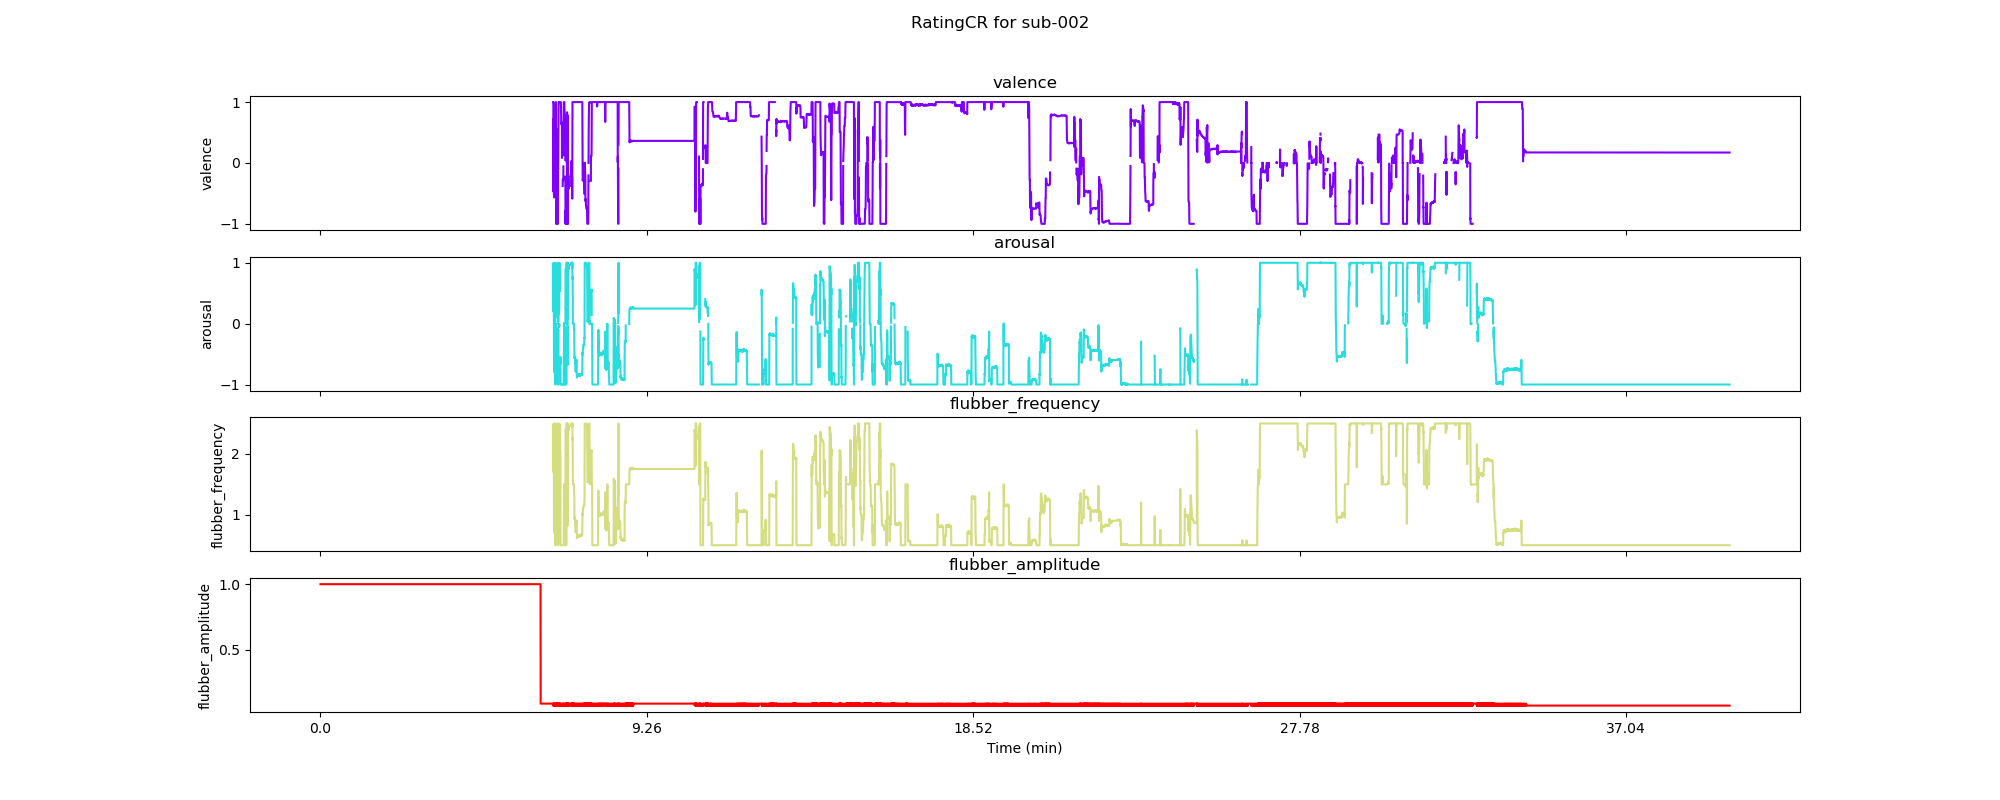 RatingCR for sub-002
valence
1
0
−1
valence
arousal
1
0
−1
arousal
flubber_frequency
2
1
flubber_frequency
flubber_amplitude
1.0
0.5
flubber_amplitude
0.0 9.26 18.52 27.78 37.04
Time (min)